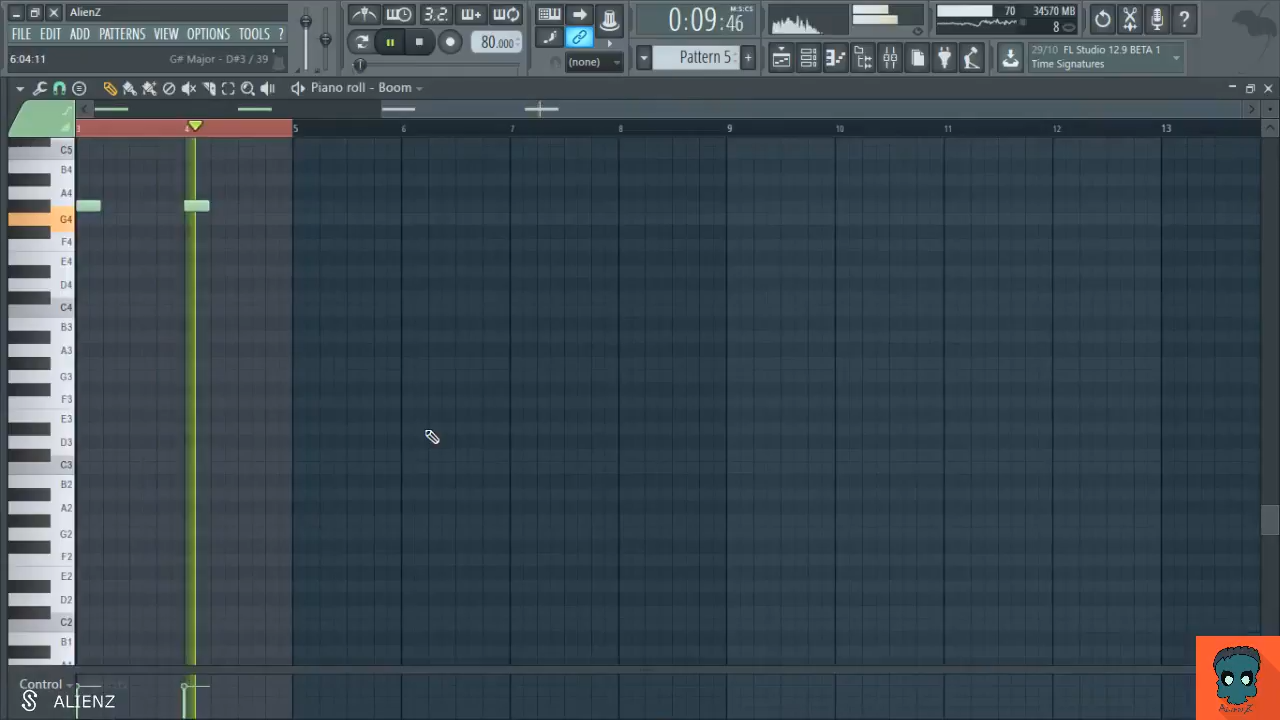 AlienZ
FILE EDIT ADD PATTERNS VIEW OPTIONS TOOLS ?
6:04:11 G# Major - D#3 / 39
3.2.
80.000
(none)
0:09:46
M:S:CS
Pattern 5
70 34570 MB
8
29/10 FL Studio 12.9 BETA 1
Time Signatures
Piano roll - Boom
3 4 5 6 7 8 9 10 11 12 13
C5
B4
A4
G4
F4
E4
D4
C4
B3
A3
G3
F3
E3
D3
C3
B2
A2
G2
F2
E2
D2
C2
B1
Control
ALIENZ
AlienZ